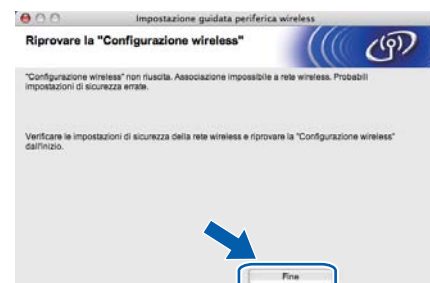 Impostazione guidata periferica wireless
Riprovare la "Configurazione wireless"
"Configurazione wireless" non riuscita. Associazione impossibile a rete wireless. Probabili
impostazioni di sicurezza errate.
Verificare le impostazioni di sicurezza della rete wireless e riprovare la "Configurazione wireless"
dall'inizio.
Fine